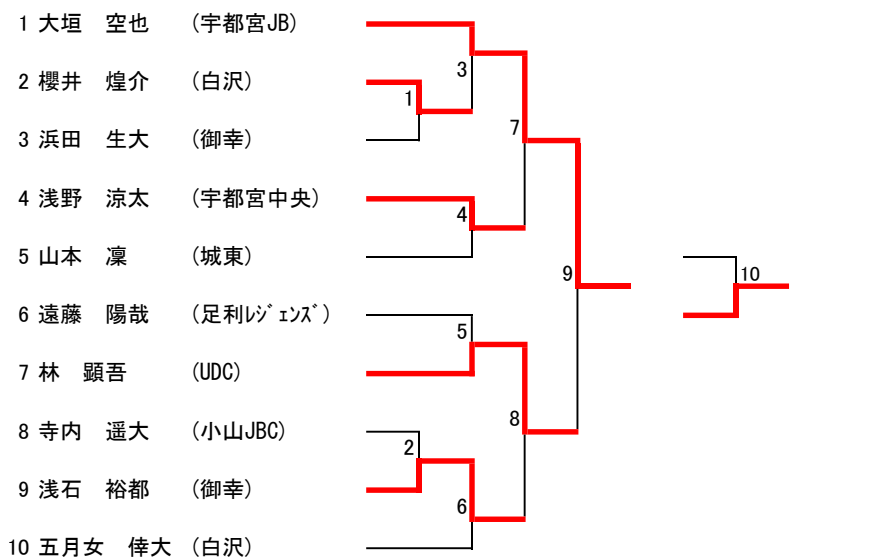 1 大垣 空也 (宇都宮JB)
3
2 櫻井 煌介 (白沢)
1
7
3 浜田 生大 (御幸)
4 浅野 涼太 (宇都宮中央)
4
5 山本 凜 (城東)
9 10
6 遠藤 陽哉 (足利ﾚｼﾞｪﾝｽﾞ)
5
7 林 顕吾 (UDC)
8
8 寺内 遥大 (小山JBC)
2
9 浅石 裕都 (御幸)
6
10 五月女 倖大 (白沢)